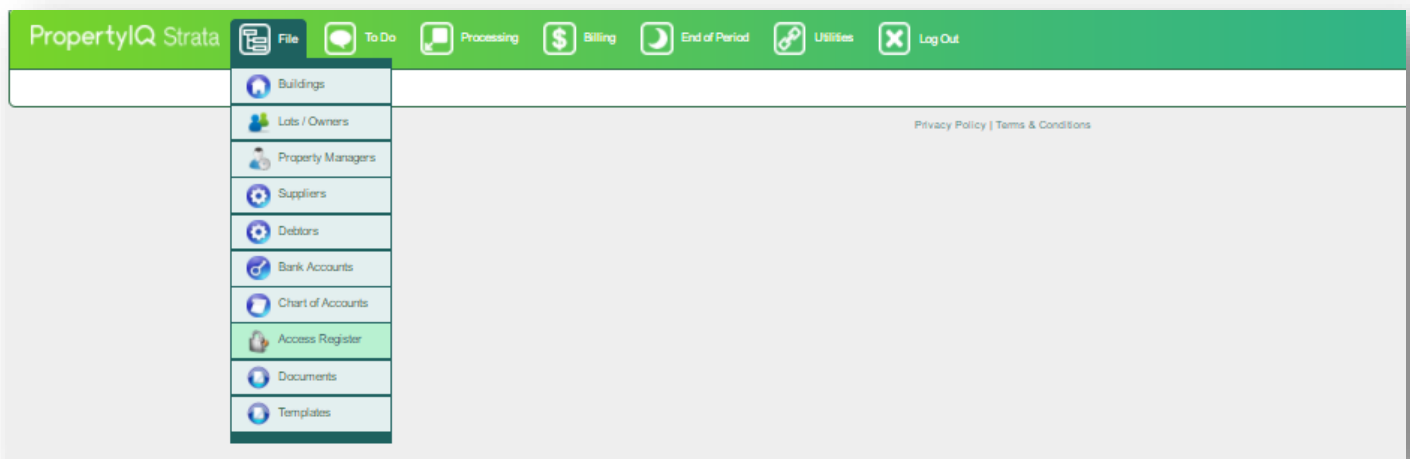 PropertyIQ Strata File To Do Processing Billing End of Period Utilities Log Out
Buildings
Lots / Owners
Privacy Policy | Terms & Conditions
Property Managers
Suppliers
Debtors
Bank Accounts
Chart of Accounts
Access Register
Documents
Templates